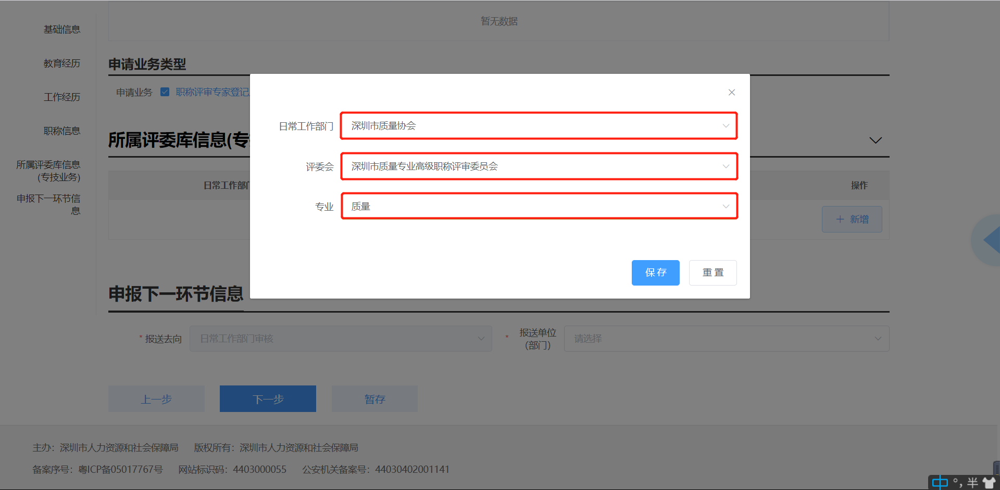 暂无数据
基础信息
教育经历
工作经历
职称信息
所属评委库信息
(专技业务)
申报下一环节信
息
申请业务类型
申请业务 职称评审专家登记
所属评委库信息(专
日常工作部门
操作
+ 新增
日常工作部门 深圳市质量协会
评委会 深圳市质量专业高级职称评审委员会
专业 质量
保存 重置
申报下一环节信息
* 报送去向 日常工作部门审核
* 报送单位
(部门) 请选择
上一步 下一步 暂存
主办：深圳市人力资源和社会保障局 版权所有：深圳市人力资源和社会保障局
备案序号：粤ICP备05017767号 网站标识码：4403000055 公安机关备案号：44030402001141
中 °, 半